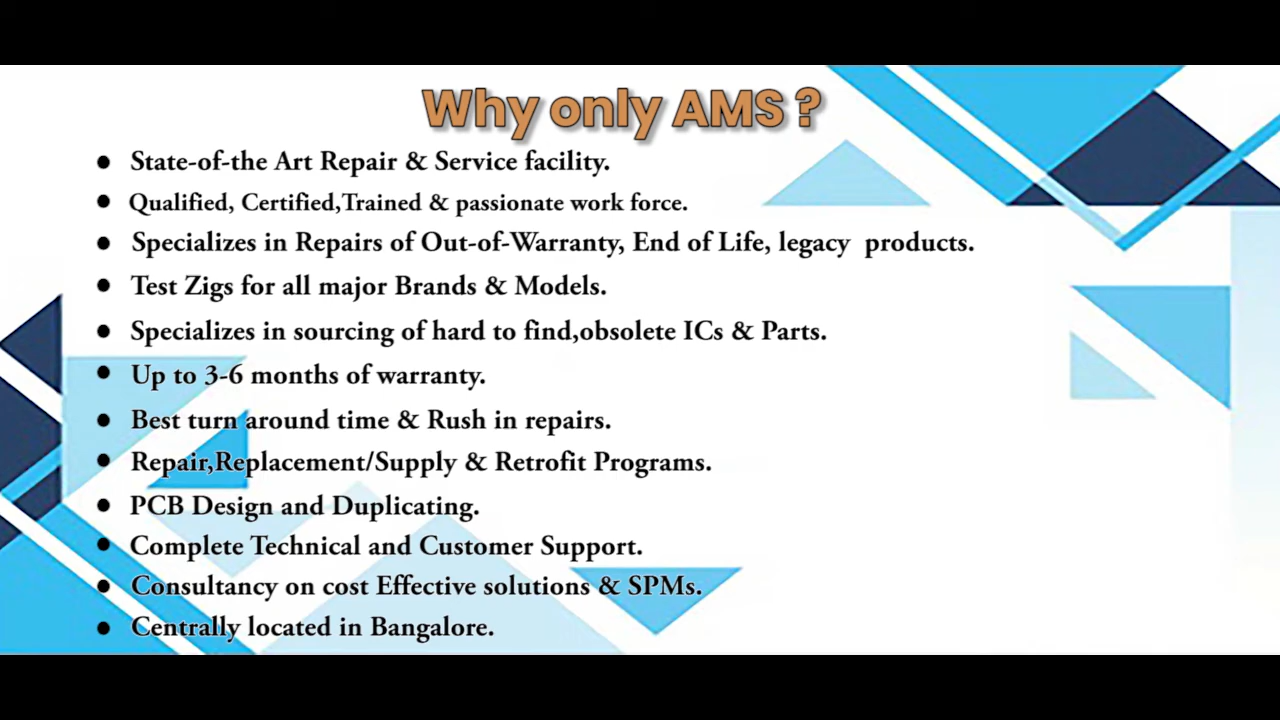 Why only AMS ?
● State-of-the Art Repair & Service facility.
● Qualified, Certified,Trained & passionate work force.
● Specializes in Repairs of Out-of-Warranty, End of Life, legacy products.
● Test Zigs for all major Brands & Models.
● Specializes in sourcing of hard to find,obsolete ICs & Parts.
● Up to 3-6 months of warranty.
● Best turn around time & Rush in repairs.
● Repair,Replacement/Supply & Retrofit Programs.
● PCB Design and Duplicating.
● Complete Technical and Customer Support.
● Consultancy on cost Effective solutions & SPMs.
● Centrally located in Bangalore.